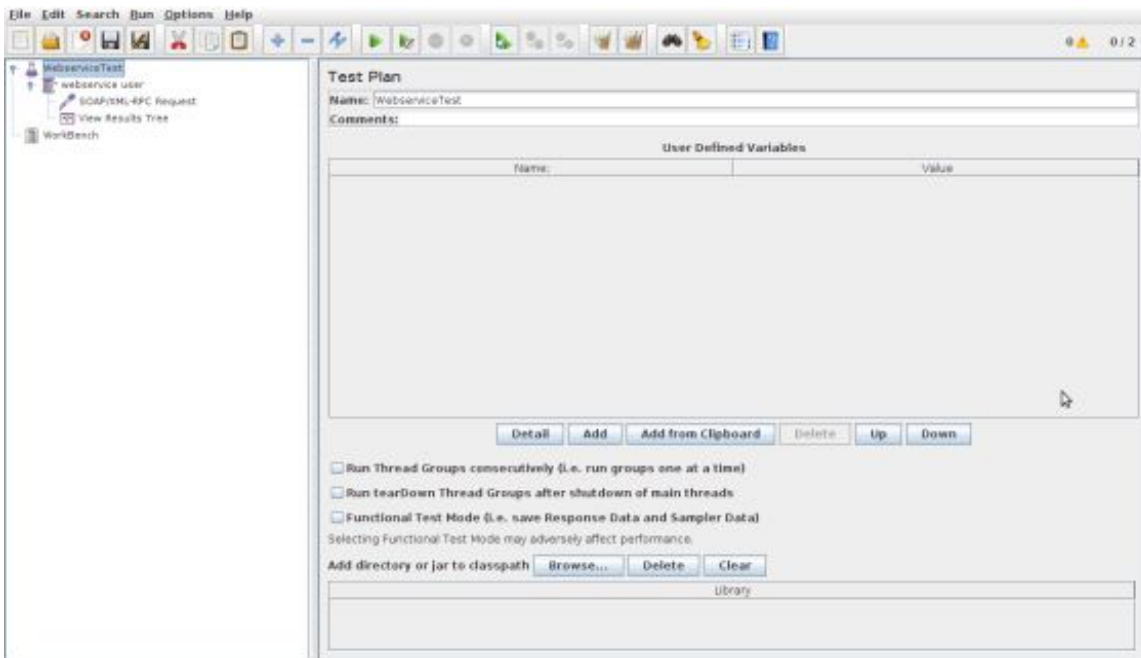 File Edit Search Run Options Help
0 0 / 2
WebserviceTest
webservice user
SOAP/XML-RPC Request
View Results Tree
WorkBench
Test Plan
Name: WebserviceTest
Comments:
User Defined Variables
Name: Value
Detail Add Add from Clipboard Delete Up Down
Run Thread Groups consecutively (i.e. run groups one at a time)
Run tearDown Thread Groups after shutdown of main threads
Functional Test Mode (i.e. save Response Data and Sampler Data)
Selecting Functional Test Mode may adversely affect performance.
Add directory or jar to classpath Browse... Delete Clear
Library